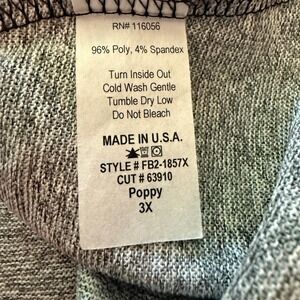 RN# 116056
96% Poly, 4% Spandex
Turn Inside Out
Cold Wash Gentle
Tumble Dry Low
Do Not Bleach
MADE IN U.S.A.
STYLE # FB2-1857X
CUT # 63910
Poppy
3X